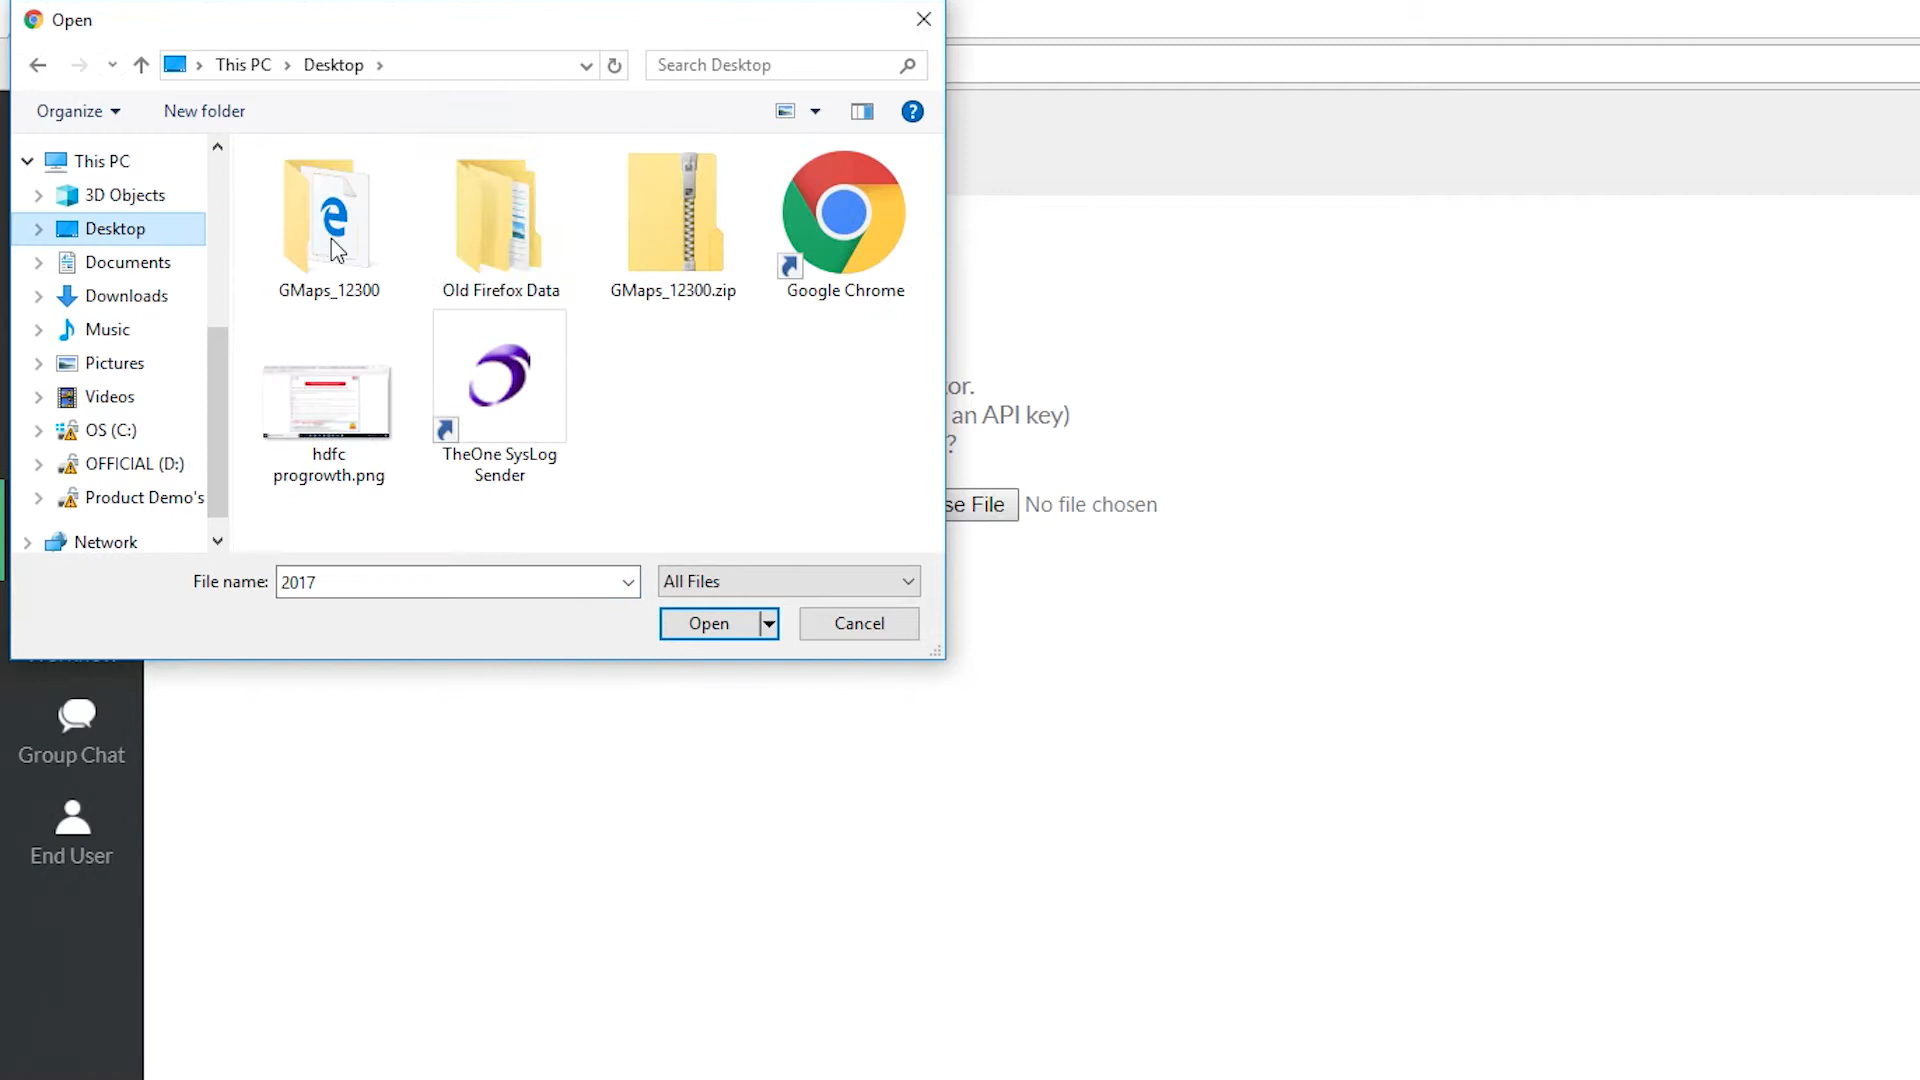 Open
This PC
Desktop
Search Desktop
Organize
New folder
?
This PC
3D Objects
Desktop
Documents
Downloads
Music
Pictures
Videos
OS (C:)
OFFICIAL (D:)
Product Demo's
Network
GMaps_12300
Old Firefox Data
GMaps_12300.zip
Google Chrome
hdfc
progrowth.png
TheOne SysLog
Sender
File name:
2017
All Files
Open
Cancel
or.
an API key)
?
se File
No file chosen
Group Chat
End User